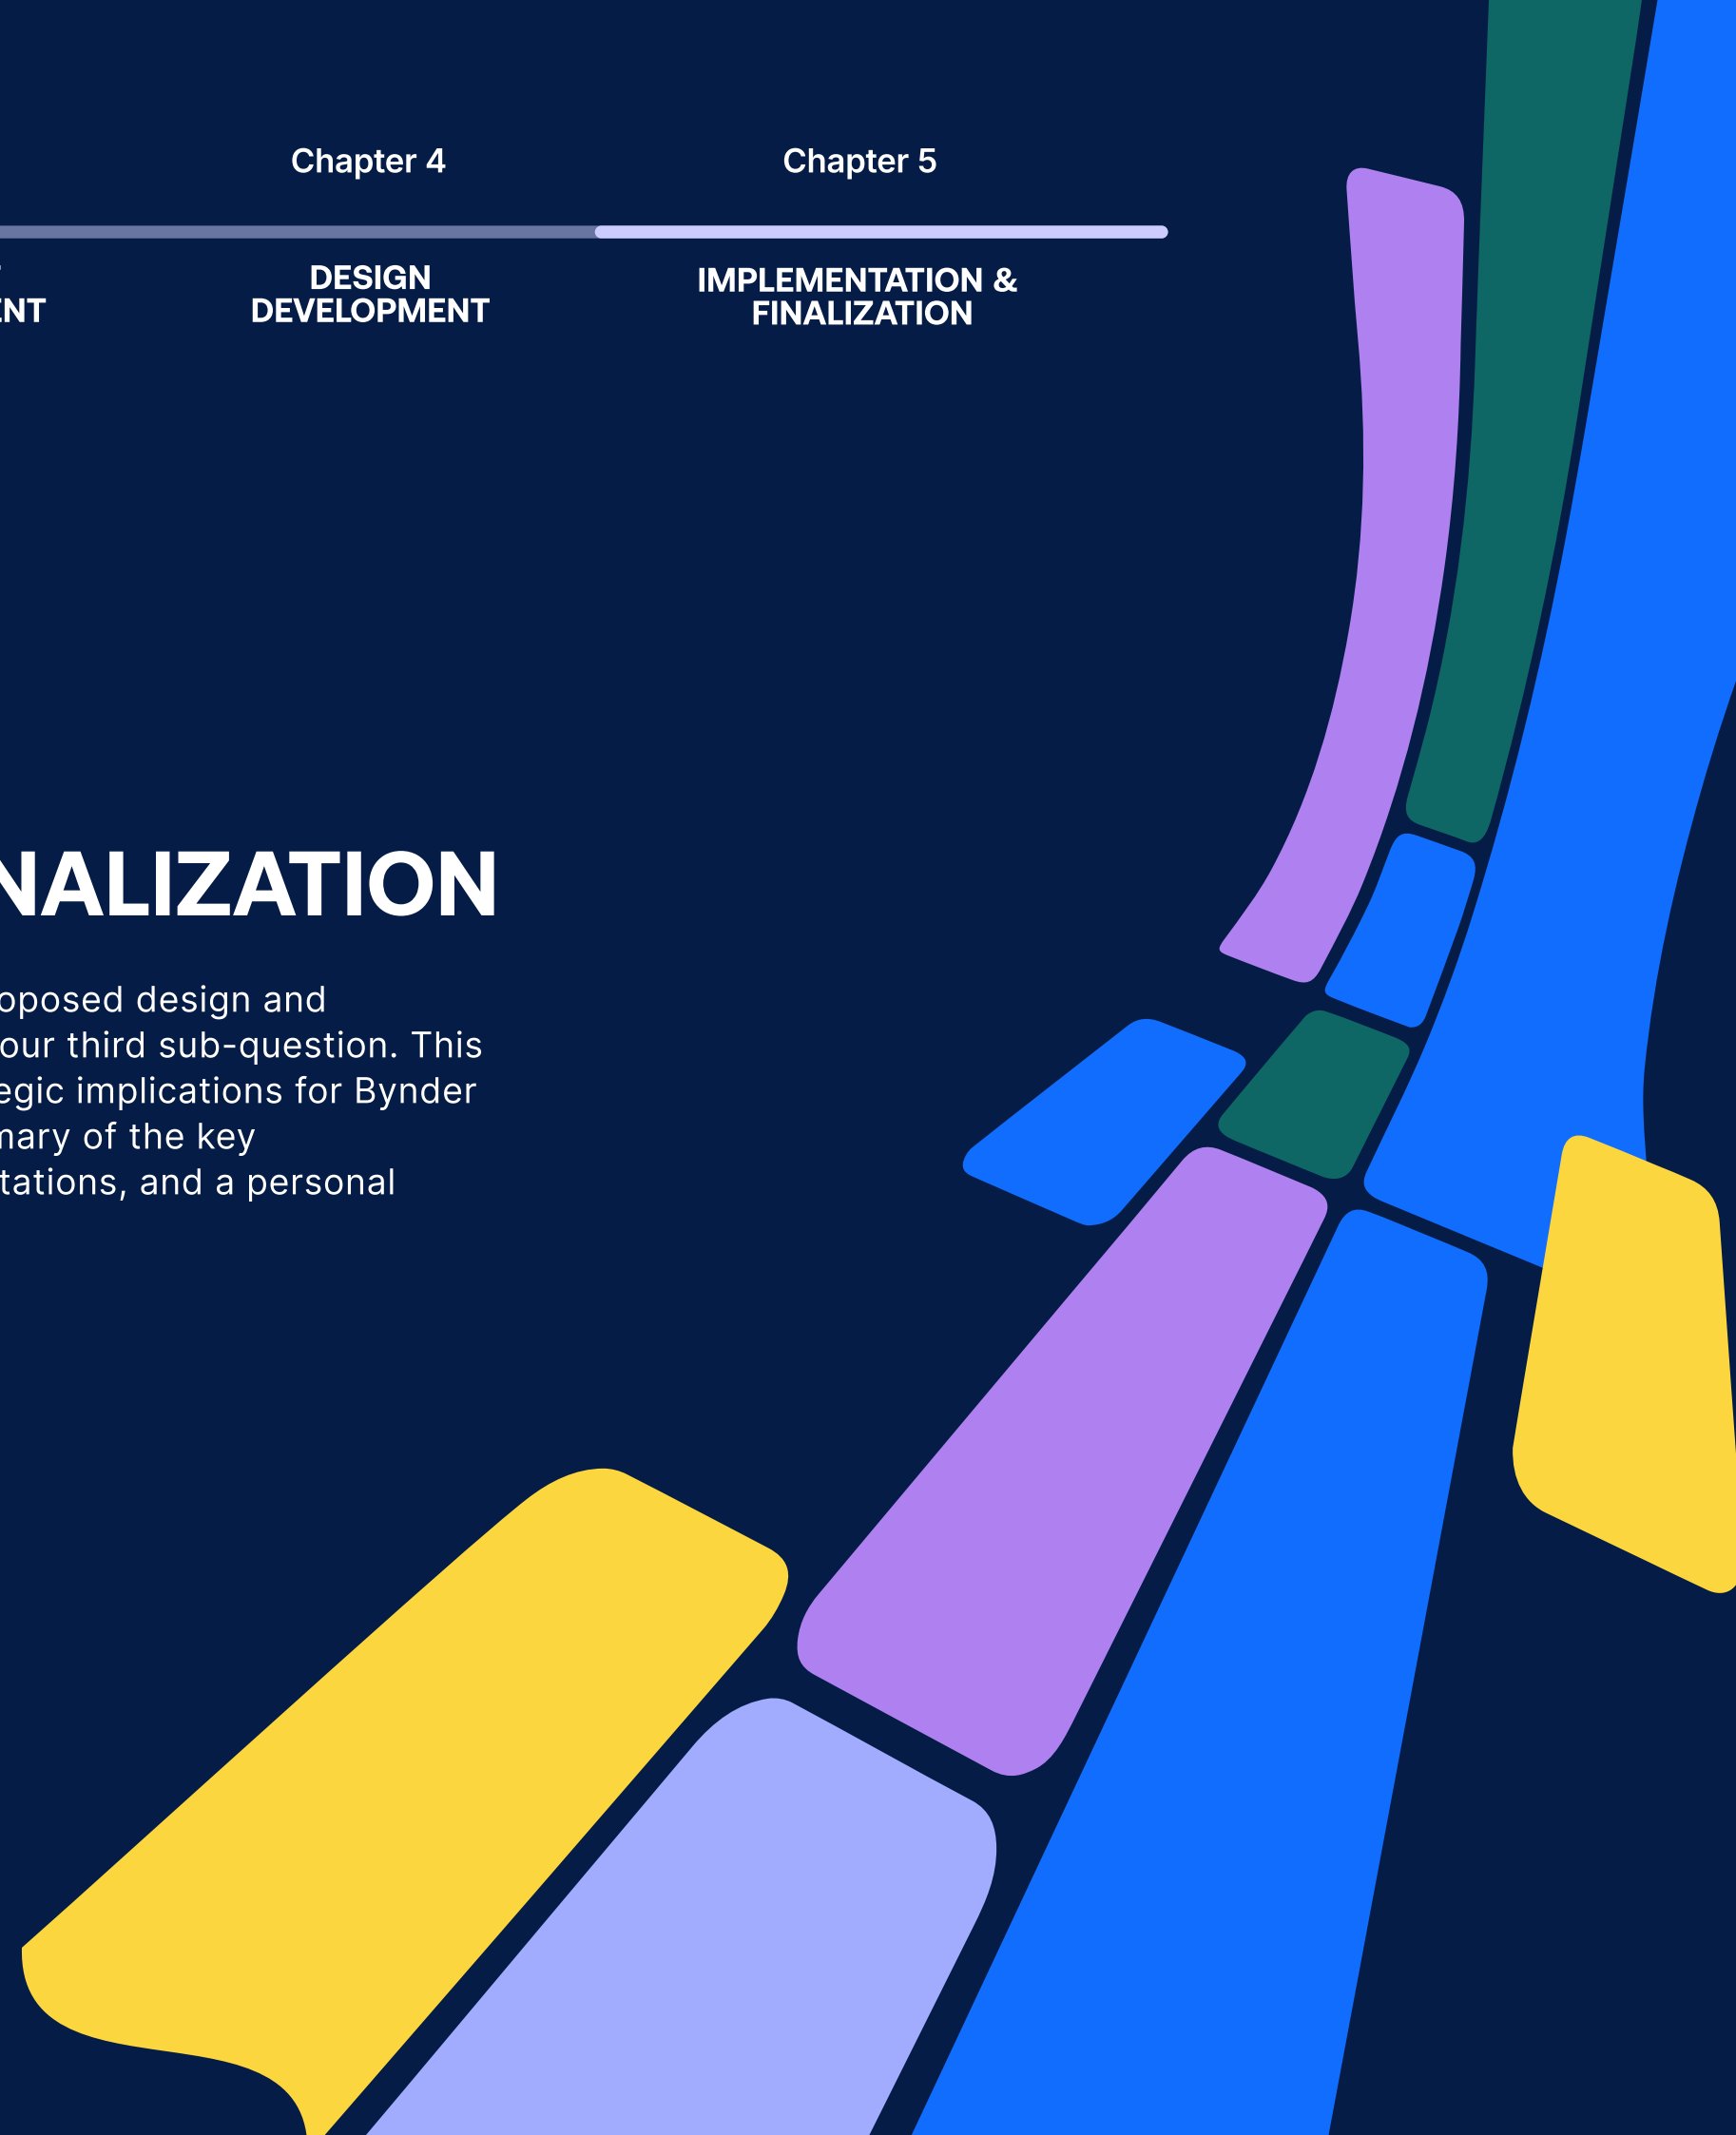 Chapter 4
Chapter 5
DESIGN
DEVELOPMENT
IMPLEMENTATION &
FINALIZATION
NALIZATION
oposed design and
our third sub-question. This
egic implications for Bynder
mary of the key
tations, and a personal